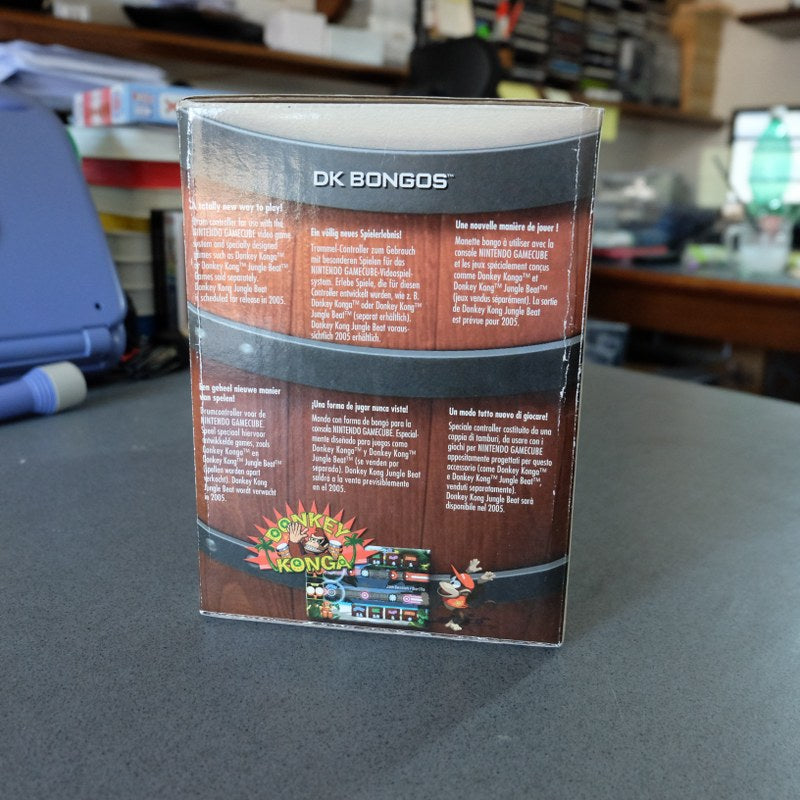 DK BONGOS™
A totally new way to play!
Drum controller for use with the
NINTENDO GAMECUBE video game
system and specially designed
games such as Donkey Konga™
or Donkey Kong™ Jungle Beat™
Games sold separately.
Donkey Kong Jungle Beat
is scheduled for release in 2005.
Ein völlig neues Spielerlebnis!
Trommel-Controller zum Gebrauch
mit besonderen Spielen für das
NINTENDO GAMECUBE-Videospiel-
system. Erlebe Spiele, die für diesen
Controller entwickelt wurden, wie z. B.
Donkey Konga™ oder Donkey Kong™
Jungle Beat™ (separat erhältlich).
Donkey Kong Jungle Beat voraus-
sichtlich 2005 erhältlich.
Une nouvelle manière de jouer !
Manette bongo à utiliser avec la
console NINTENDO GAMECUBE
et les jeux spécialement conçus
comme Donkey Konga™ et
Donkey Kong™ Jungle Beat™
(jeux vendus séparément). La sortie
de Donkey Kong Jungle Beat
est prévue pour 2005.
Een geheel nieuwe manier
van spelen!
Drumcontroller voor de
NINTENDO GAMECUBE.
Speel speciaal hiervoor
ontwikkelde games, zoals
Donkey Konga™ en
Donkey Kong™ Jungle Beat™
(spellen worden apart
verkocht). Donkey Kong
Jungle Beat wordt verwacht
in 2005.
¡Una forma de jugar nunca vista!
Mando con forma de bongó para la
consola NINTENDO GAMECUBE. Especial-
mente diseñado para juegos como
Donkey Konga™ y Donkey Kong™
Jungle Beat™ (se venden por
separado). Donkey Kong Jungle Beat
saldrá a la venta previsiblemente
en el 2005.
Un modo tutto nuovo di giocare!
Speciale controller costituito da una
coppia di tamburi, da usare con i
giochi per NINTENDO GAMECUBE
appositamente progettati per questo
accessorio (come Donkey Konga™
e Donkey Kong™ Jungle Beat™,
venduti separatamente).
Donkey Kong Jungle Beat sarà
disponibile nel 2005.
DONKEY
KONGA